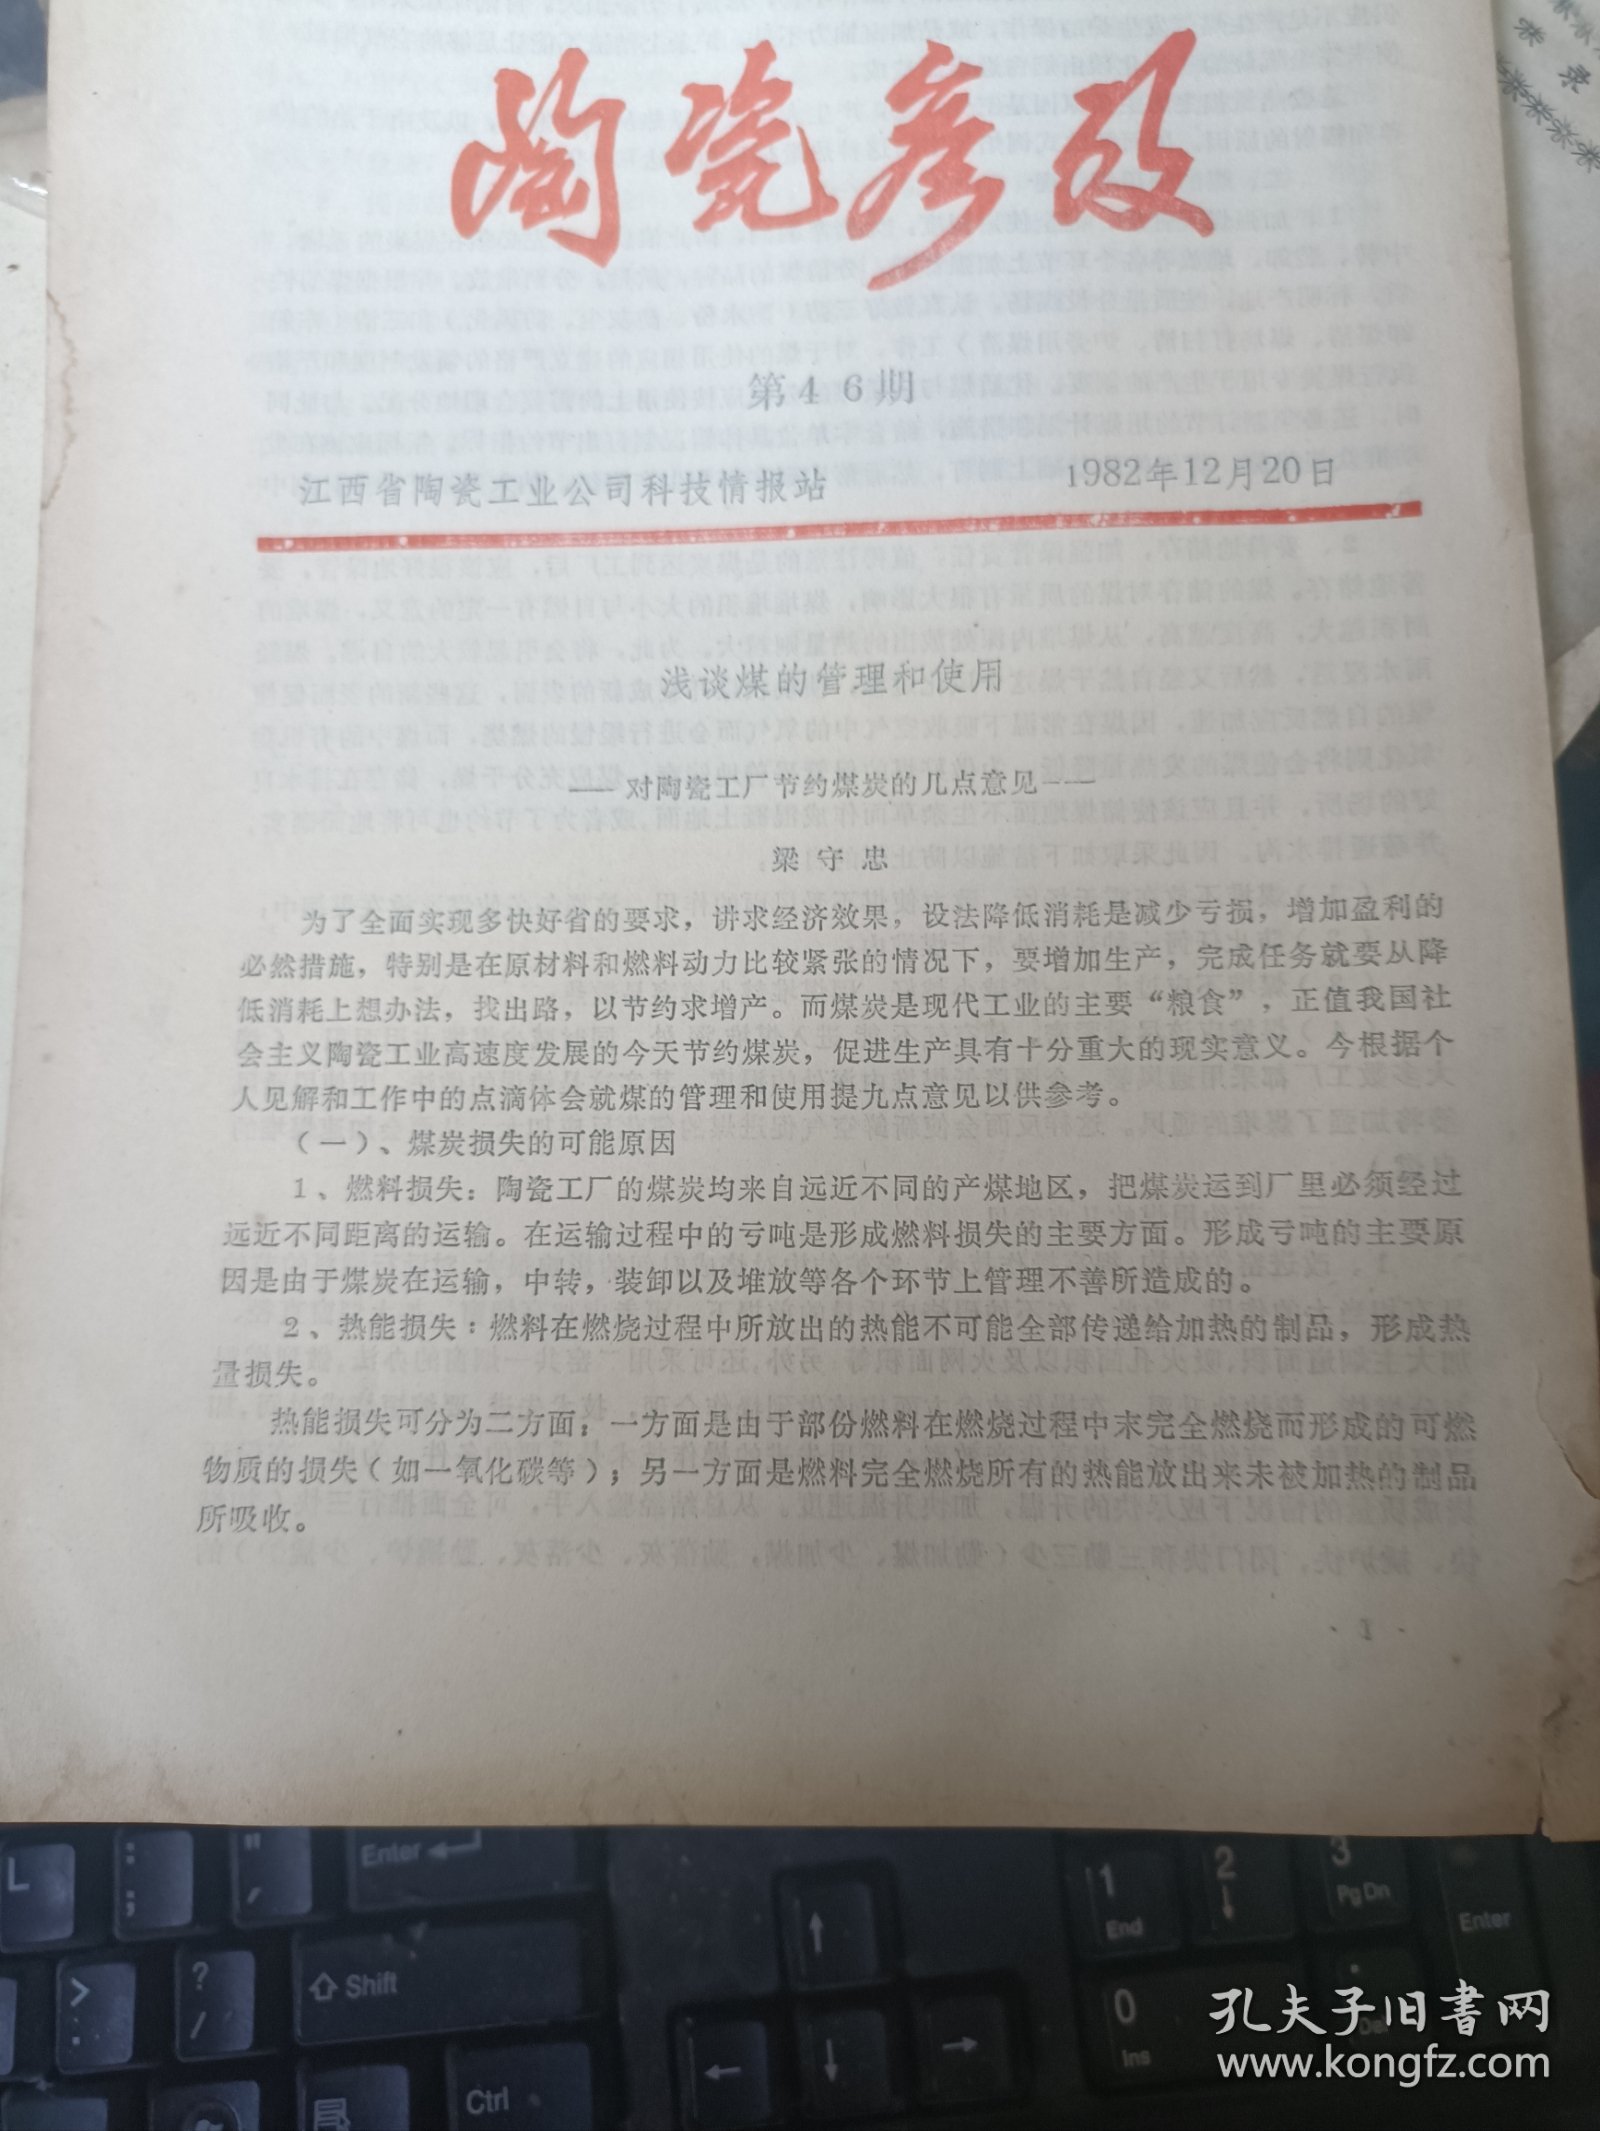 陶瓷参改
第46期
江西省陶瓷工业公司科技情报站 1982年12月20日
浅谈煤的管理和使用
——对陶瓷工厂节约煤炭的几点意见——
梁守忠
为了全面实现多快好省的要求，讲求经济效果，设法降低消耗是减少亏损，增加盈利的
必然措施，特别是在原材料和燃料动力比较紧张的情况下，要增加生产，完成任务就要从降
低消耗上想办法，找出路，以节约求增产。而煤炭是现代工业的主要“粮食”，正值我国社
会主义陶瓷工业高速度发展的今天节约煤炭，促进生产具有十分重大的现实意义。今根据个
人见解和工作中的点滴体会就煤的管理和使用提九点意见以供参考。
（一）、煤炭损失的可能原因
1、燃料损失：陶瓷工厂的煤炭均来自远近不同的产煤地区，把煤炭运到厂里必须经过
远近不同距离的运输。在运输过程中的亏吨是形成燃料损失的主要方面。形成亏吨的主要原
因是由于煤炭在运输，中转，装卸以及堆放等各个环节上管理不善所造成的。
2、热能损失：燃料在燃烧过程中所放出的热能不可能全部传递给加热的制品，形成热
量损失。
热能损失可分为二方面：一方面是由于部份燃料在燃烧过程中末完全燃烧而形成的可燃
物质的损失（如一氧化碳等）；另一方面是燃料完全燃烧所有的热能放出来未被加热的制品
所吸收。
· 1 ·
录
L
: ;
" '
Enter
1 End
2
3 Pg Dn
Enter
>
? /
Shift
0 Ins
Del
Ctrl
孔夫子旧书网
www.kongfz.com